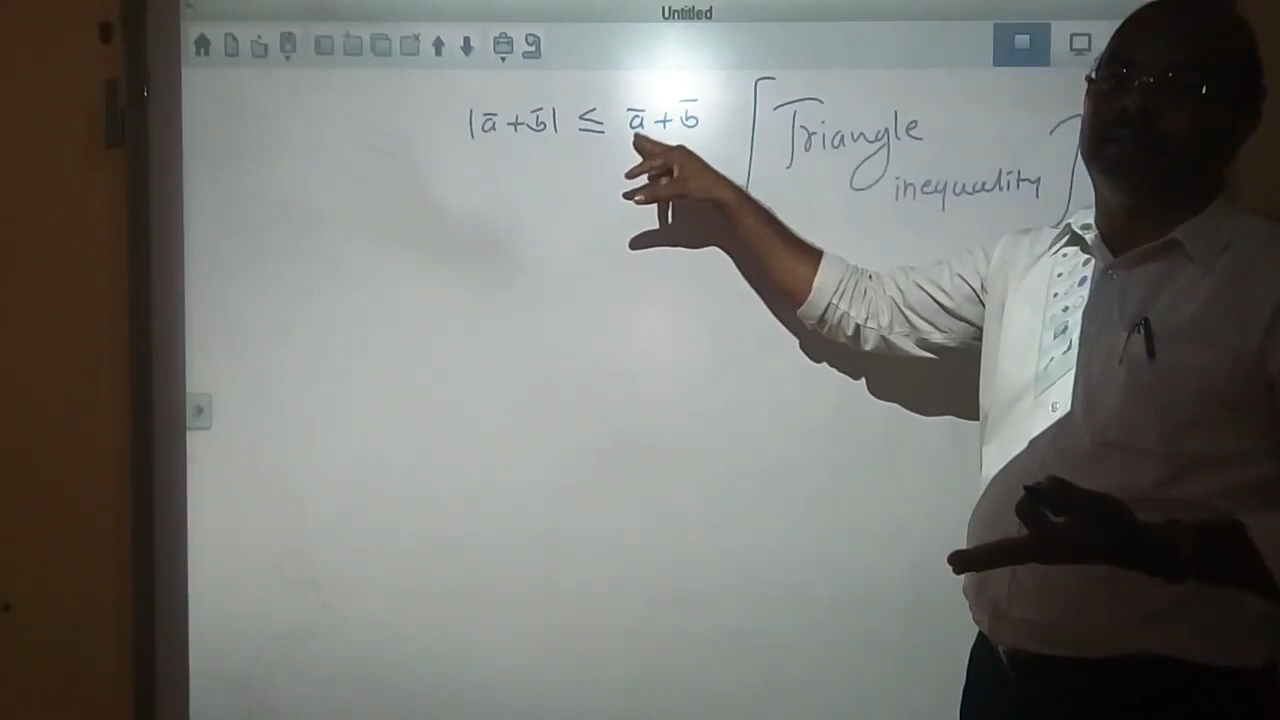 Untitled
|a̅ + b̅| ≤ a̅ + b̅ [Triangle
inequality]